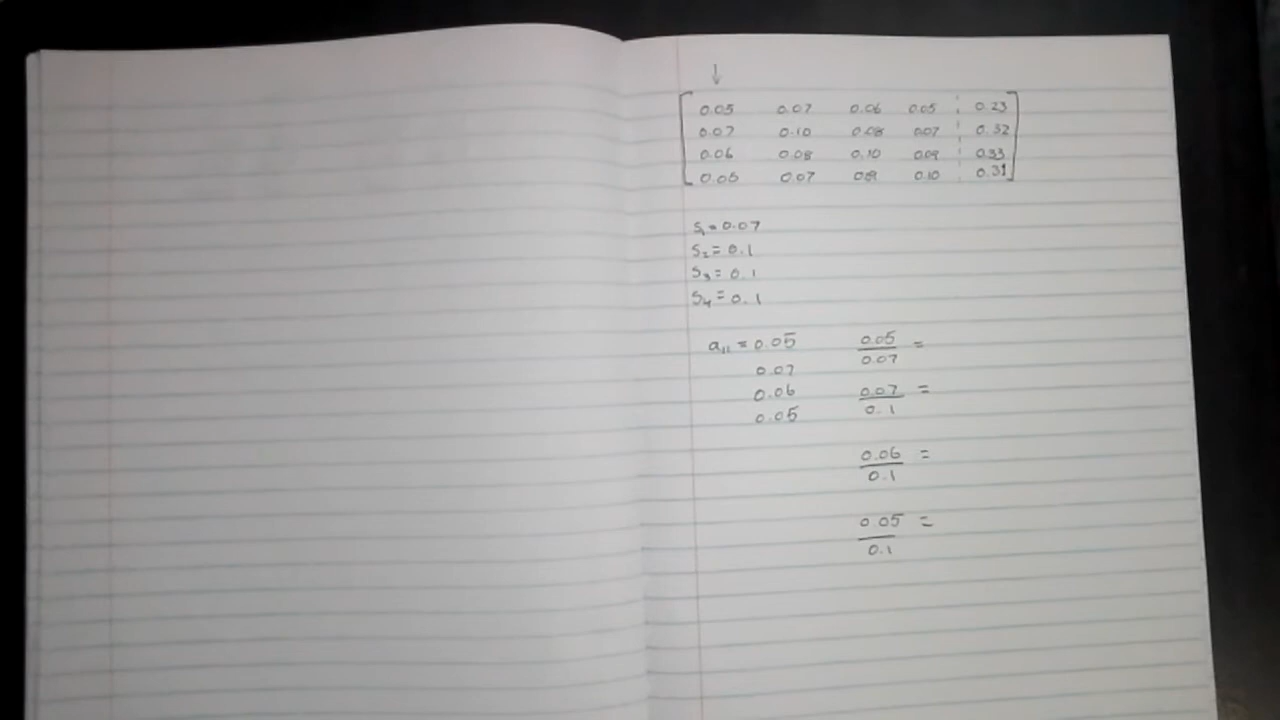 ↓
0.05 0.07 0.06 0.05 0.23
0.07 0.10 0.08 0.07 0.32
0.06 0.08 0.10 0.09 0.33
0.05 0.07 0.09 0.10 0.31
S₁ = 0.07
S₂ = 0.1
S₃ = 0.1
S₄ = 0.1
a₁₁ = 0.05
0.07
0.06
0.05
0.05/0.07 =
0.07/0.1 =
0.06/0.1 =
0.05/0.1 =